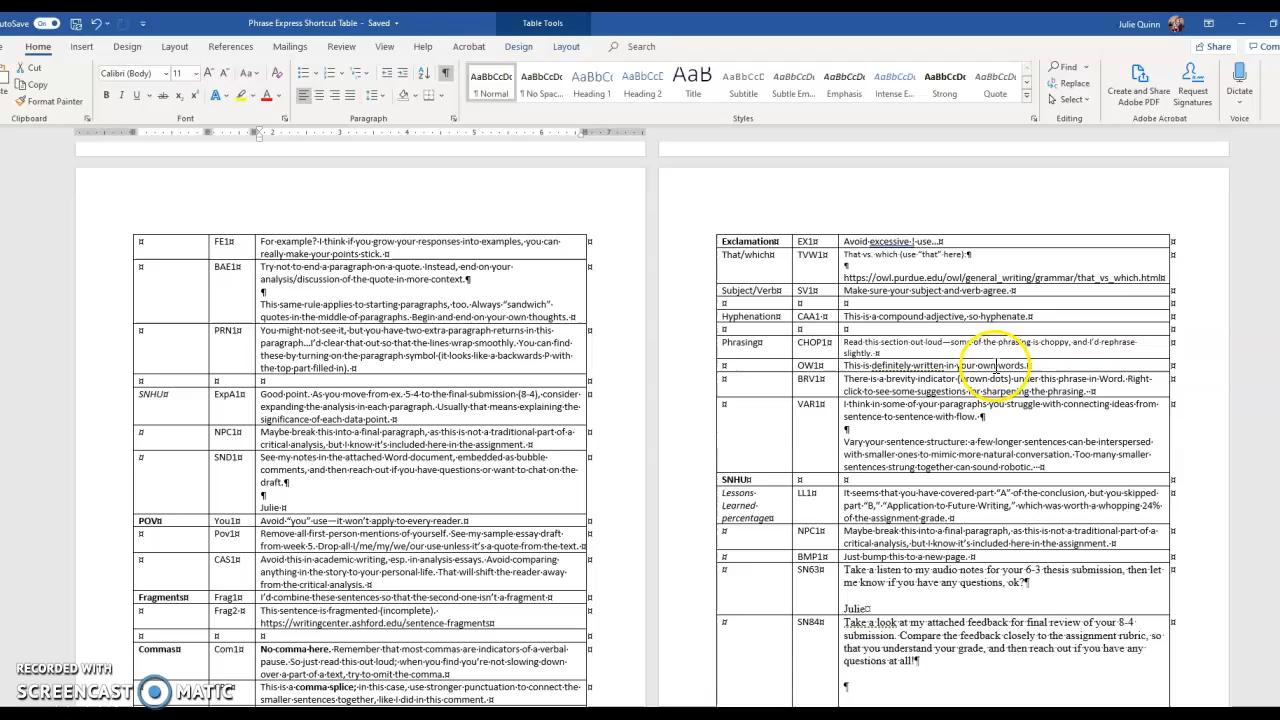 AutoSave On Phrase Express Shortcut Table - Saved Table Tools Julie Quinn
Home Insert Design Layout References Mailings Review View Help Acrobat Design Layout Search Share
Cut
Copy
Format Painter
Clipboard
Calibri (Body) 11
Font
Paragraph
AaBbCcDc AaBbCcDc AaBbCc AaBbCcC AaB AaBbCcD AaBbCcDc AaBbCcDc AaBbCcDc AaBbCcDc AaBbCcDc
¶ Normal ¶ No Spac... Heading 1 Heading 2 Title Subtitle Subtle Em... Emphasis Intense E... Strong Quote
Styles
Find
Replace
Select
Editing
Create and Share
Adobe PDF
Request
Signatures
Adobe Acrobat
Dictate
Voice
2 3 4 5 6 7
FE1¤ For example?·I·think·if·you·grow·your·responses·into·examples,·you·can·
really·make·your·points·stick.·¤
BAE1¤ Try·not·to·end·a·paragraph·on·a·quote.·Instead,·end·on·your·
analysis/discussion·of·the·quote·in·more·context.¶
¶
This·same·rule·applies·to·starting·paragraphs,·too.·Always·“sandwich”·
quotes·in·the·middle·of·paragraphs.·Begin·and·end·on·your·own·thoughts.¤
PRN1¤ You·might·not·see·it,·but·you·have·two·extra·paragraph·returns·in·this·
paragraph...I’d·clear·that·out·so·that·the·lines·wrap·smoothly.·You·can·find·
these·by·turning·on·the·paragraph·symbol·(it·looks·like·a·backwards·P·with·
the·top·part·filled·in).¤
¤ ¤ ¤
SNHU¤ ExpA1¤ Good·point.·As·you·move·from·ex.·5-4·to·the·final·submission·(8-4),·consider·
expanding·the·analysis·in·each·paragraph.·Usually·that·means·explaining·the·
significance·of·each·data·point.¤
¤ NPC1¤ Maybe·break·this·into·a·final·paragraph,·as·this·is·not·a·traditional·part·of·a·
critical·analysis,·but·I·know·it’s·included·here·in·the·assignment.¤
¤ SND1¤ See·my·notes·in·the·attached·Word·document,·embedded·as·bubble·
comments,·and·then·reach·out·if·you·have·questions·or·want·to·chat·on·the·
draft.¶
¶
Julie·¤
POV¤ You1¤ Avoid·“you”·use—it·won’t·apply·to·every·reader.¤
¤ Pov1¤ Remove·all·first-person·mentions·of·yourself.·See·my·sample·essay·draft·
from·week·5.·Drop·all·I/me/my/we/our·use·unless·it’s·a·quote·from·the·text.¤
¤ CAS1¤ Avoid·this·in·academic·writing,·esp.·in·analysis·essays.·Avoid·comparing·
anything·in·the·story·to·your·personal·life.·That·will·shift·the·reader·away·
from·the·critical·analysis.¤
Fragments¤ Frag1¤ I’d·combine·these·sentences·so·that·the·second·one·isn’t·a·fragment¤
¤ Frag2¤ This·sentence·is·fragmented·(incomplete).·
https://writingcenter.ashford.edu/sentence-fragments¤
¤ ¤ ¤
Commas¤ Com1¤ No·comma·here.·Remember·that·most·commas·are·indicators·of·a·verbal·
pause.·So·just·read·this·out·loud;·when·you·find·you’re·not·slowing·down·
over·a·part·of·a·text,·try·to·omit·the·comma.¤
This·is·a·comma·splice;·in·this·case,·use·stronger·punctuation·to·connect·the·
smaller·sentences·together,·like·I·did·in·this·comment.¤
Exclamation¤ EX1¤ Avoid·excessive·!·use...¤
That/which¤ TVW1¤ That·vs.·which·(use·“that”·here):¶
¶
https://owl.purdue.edu/owl/general_writing/grammar/that_vs_which.html¤
Subject/Verb¤ SV1¤ Make·sure·your·subject·and·verb·agree.·¤
¤ ¤ ¤
Hyphenation¤ CAA1¤ This·is·a·compound·adjective,·so·hyphenate.¤
¤ ¤ ¤
Phrasing¤ CHOP1¤ Read·this·section·out·loud—some·of·the·phrasing·is·choppy,·and·I’d·rephrase·
slightly.·¤
¤ OW1¤ This·is·definitely·written·in·your·own·words.¤
¤ BRV1¤ There·is·a·brevity·indicator·(brown·dots)·under·this·phrase·in·Word.·Right-
click·to·see·some·suggestions·for·sharpening·the·phrasing.·¤
¤ VAR1¤ I·think·in·some·of·your·paragraphs·you·struggle·with·connecting·ideas·from·
sentence·to·sentence·with·flow.·¶
¶
Vary·your·sentence·structure:·a·few·longer·sentences·can·be·interspersed·
with·smaller·ones·to·mimic·more·natural·conversation.·Too·many·smaller·
sentences·strung·together·can·sound·robotic.··¤
SNHU¤ ¤ ¤
Lessons·
Learned·
percentage¤ LL1¤ It·seems·that·you·have·covered·part·“A”·of·the·conclusion,·but·you·skipped·
part·“B,”·“Application·to·Future·Writing,”·which·was·worth·a·whopping·24%·
of·the·assignment·grade.·¤
¤ NPC1¤ Maybe·break·this·into·a·final·paragraph,·as·this·is·not·a·traditional·part·of·a·
critical·analysis,·but·I·know·it’s·included·here·in·the·assignment.¤
¤ BMP1¤ Just·bump·this·to·a·new·page.·¤
¤ SN63¤ Take·a·listen·to·my·audio·notes·for·your·6-3·thesis·submission,·then·let·
me·know·if·you·have·any·questions,·ok?¶
Julie¤
¤ SN84¤ Take·a·look·at·my·attached·feedback·for·final·review·of·your·8-4·
submission.·Compare·the·feedback·closely·to·the·assignment·rubric,·so·
that·you·understand·your·grade,·and·then·reach·out·if·you·have·any·
questions·at·all!¶
¶
RECORDED WITH
SCREENCAST MATIC